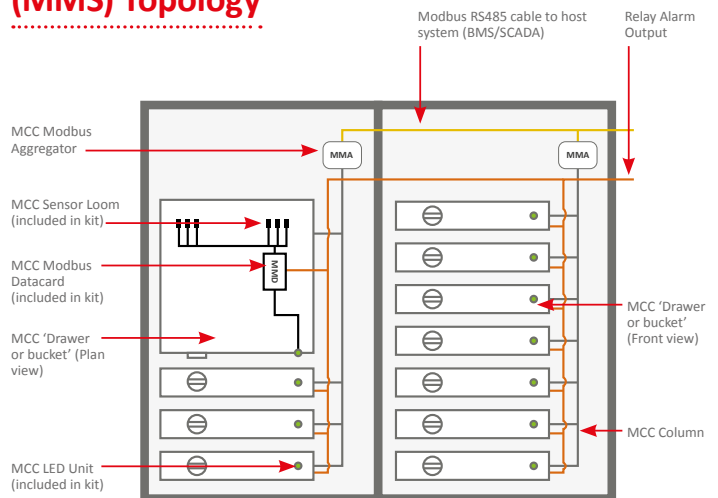 (MMS) Topology
Modbus RS485 cable to host
system (BMS/SCADA)
Relay Alarm
Output
MCC Modbus
Aggregator
MMA
MMA
MCC Sensor Loom
(included in kit)
MCC Modbus
Datacard
(included in kit)
MMD
MCC ‘Drawer
or bucket’ (Plan
view)
MCC ‘Drawer
or bucket’
(Front view)
MCC Column
MCC LED Unit
(included in kit)